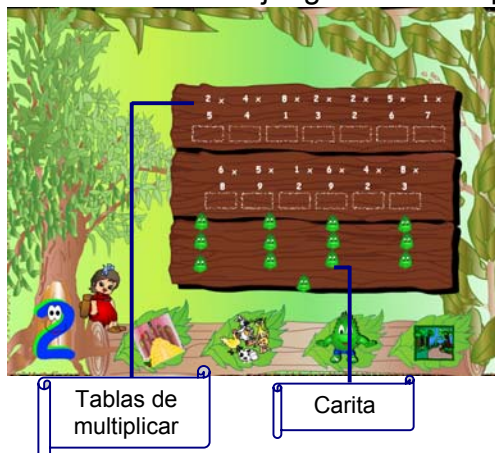 2 x 4 x 8 x 2 x 2 x 5 x 1 x
5 4 1 3 2 6 7
6 x 5 x 1 x 6 x 4 x 8 x
8 9 2 9 2 3
2
Tablas de
multiplicar
Carita